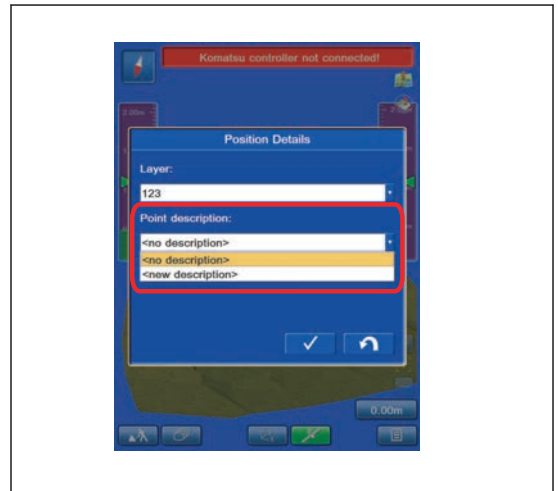 Komatsu controller not connected!
2.00m
Position Details
Layer:
123
Point description:
<no description>
<no description>
<new description>
0.00m